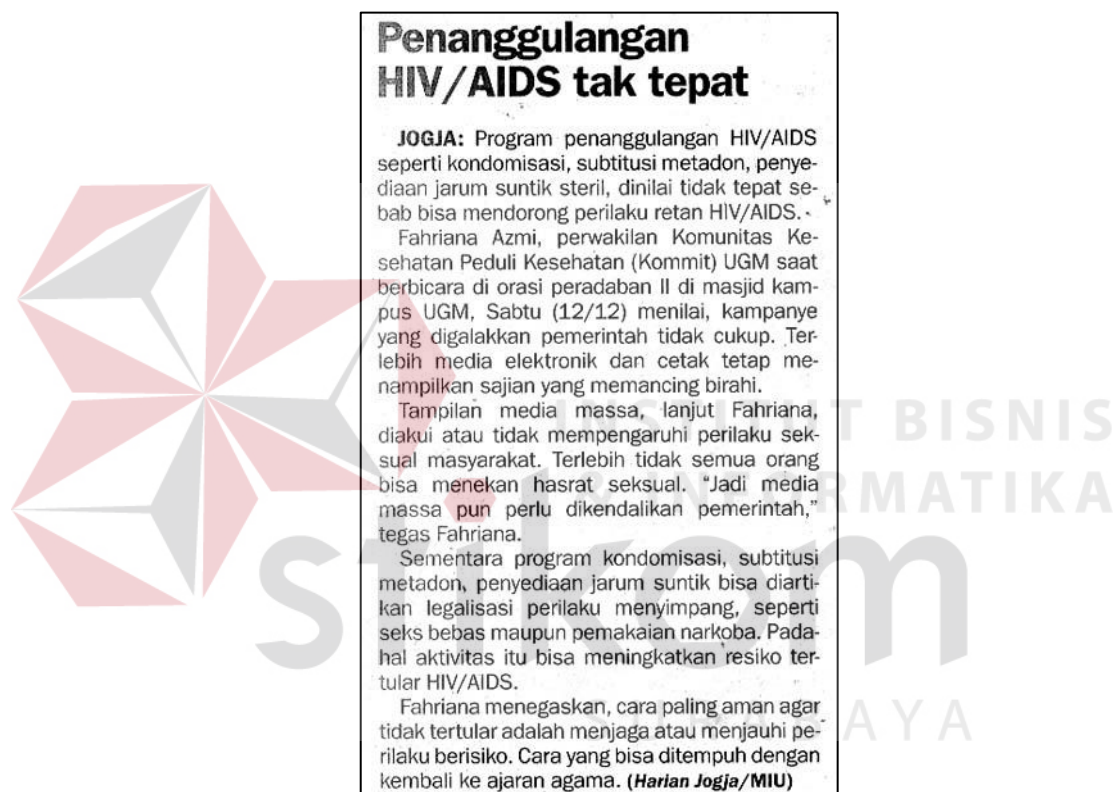 Penanggulangan
HIV/AIDS tak tepat
JOGJA: Program penanggulangan HIV/AIDS
seperti kondomisasi, subtitusi metadon, penye-
diaan jarum suntik steril, dinilai tidak tepat se-
bab bisa mendorong perilaku retan HIV/AIDS.
Fahriana Azmi, perwakilan Komunitas Ke-
sehatan Peduli Kesehatan (Kommit) UGM saat
berbicara di orasi peradaban II di masjid kam-
pus UGM, Sabtu (12/12) menilai, kampanye
yang digalakkan pemerintah tidak cukup. Ter-
lebih media elektronik dan cetak tetap me-
nampilkan sajian yang memancing birahi.
Tampilan media massa, lanjut Fahriana,
diakui atau tidak mempengaruhi perilaku sek-
sual masyarakat. Terlebih tidak semua orang
bisa menekan hasrat seksual. “Jadi media
massa pun perlu dikendalikan pemerintah,”
tegas Fahriana.
Sementara program kondomisasi, subtitusi
metadon, penyediaan jarum suntik bisa diarti-
kan legalisasi perilaku menyimpang, seperti
seks bebas maupun pemakaian narkoba. Pada-
hal aktivitas itu bisa meningkatkan resiko ter-
tular HIV/AIDS.
Fahriana menegaskan, cara paling aman agar
tidak tertular adalah menjaga atau menjauhi pe-
rilaku berisiko. Cara yang bisa ditempuh dengan
kembali ke ajaran agama. (Harian Jogja/MIU)
INSTITUT BISNIS
& INFORMATIKA
stikom
SURABAYA